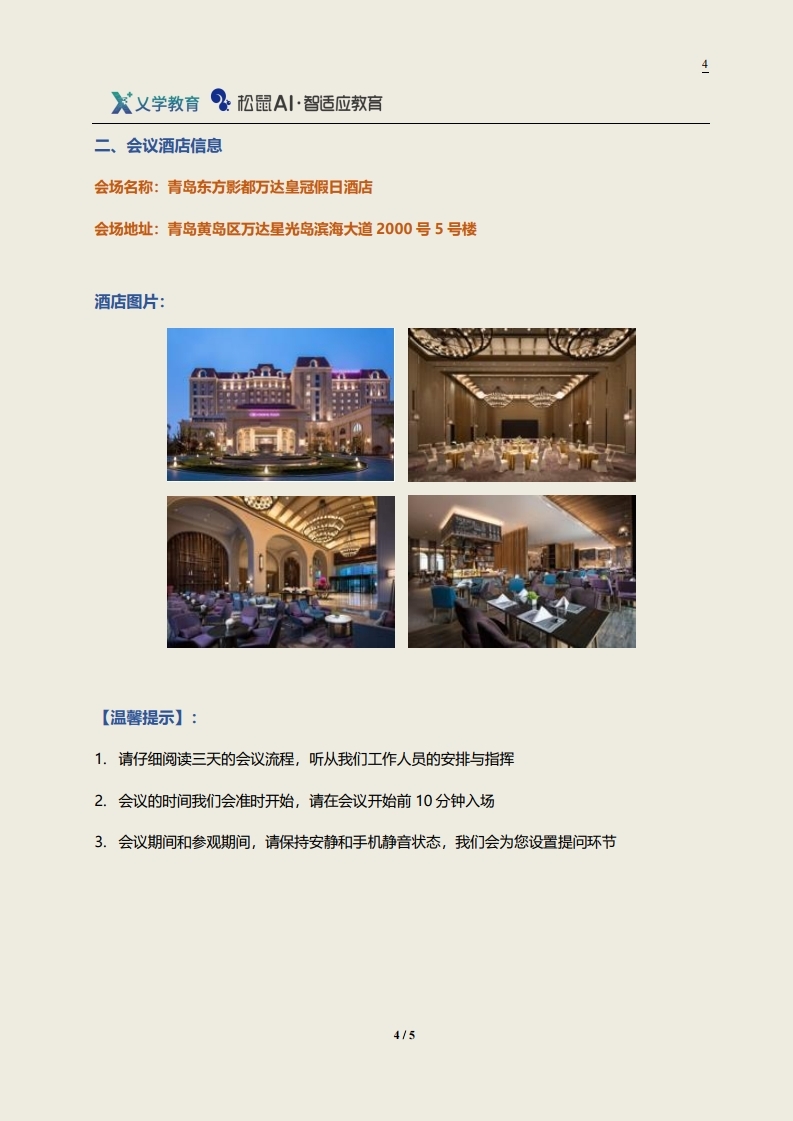 4
乂学教育 松鼠AI·智适应教育
二、会议酒店信息
会场名称：青岛东方影都万达皇冠假日酒店
会场地址：青岛黄岛区万达星光岛滨海大道 2000 号 5 号楼
酒店图片：
【温馨提示】：
1. 请仔细阅读三天的会议流程，听从我们工作人员的安排与指挥
2. 会议的时间我们会准时开始，请在会议开始前 10 分钟入场
3. 会议期间和参观期间，请保持安静和手机静音状态，我们会为您设置提问环节
4 / 5